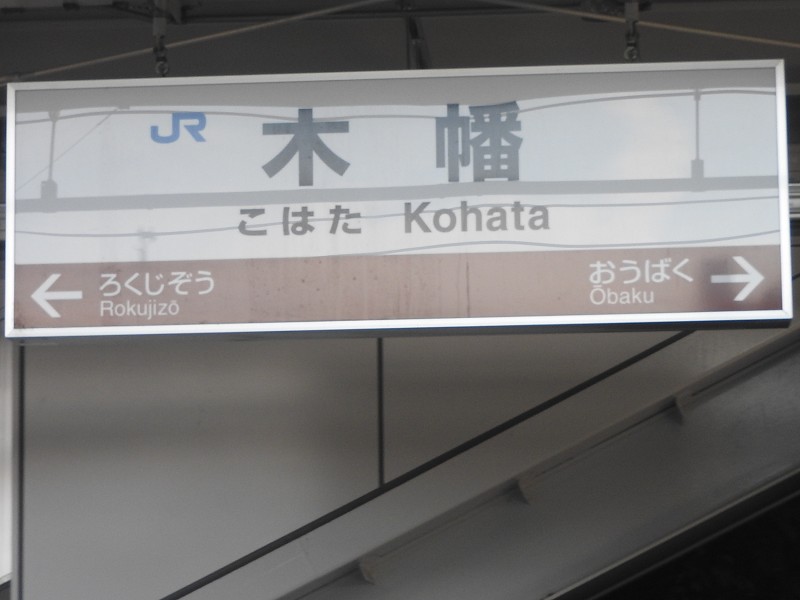 JR 木幡
こはた Kohata
← ろくじぞう おうばく →
Rokujizō Ōbaku